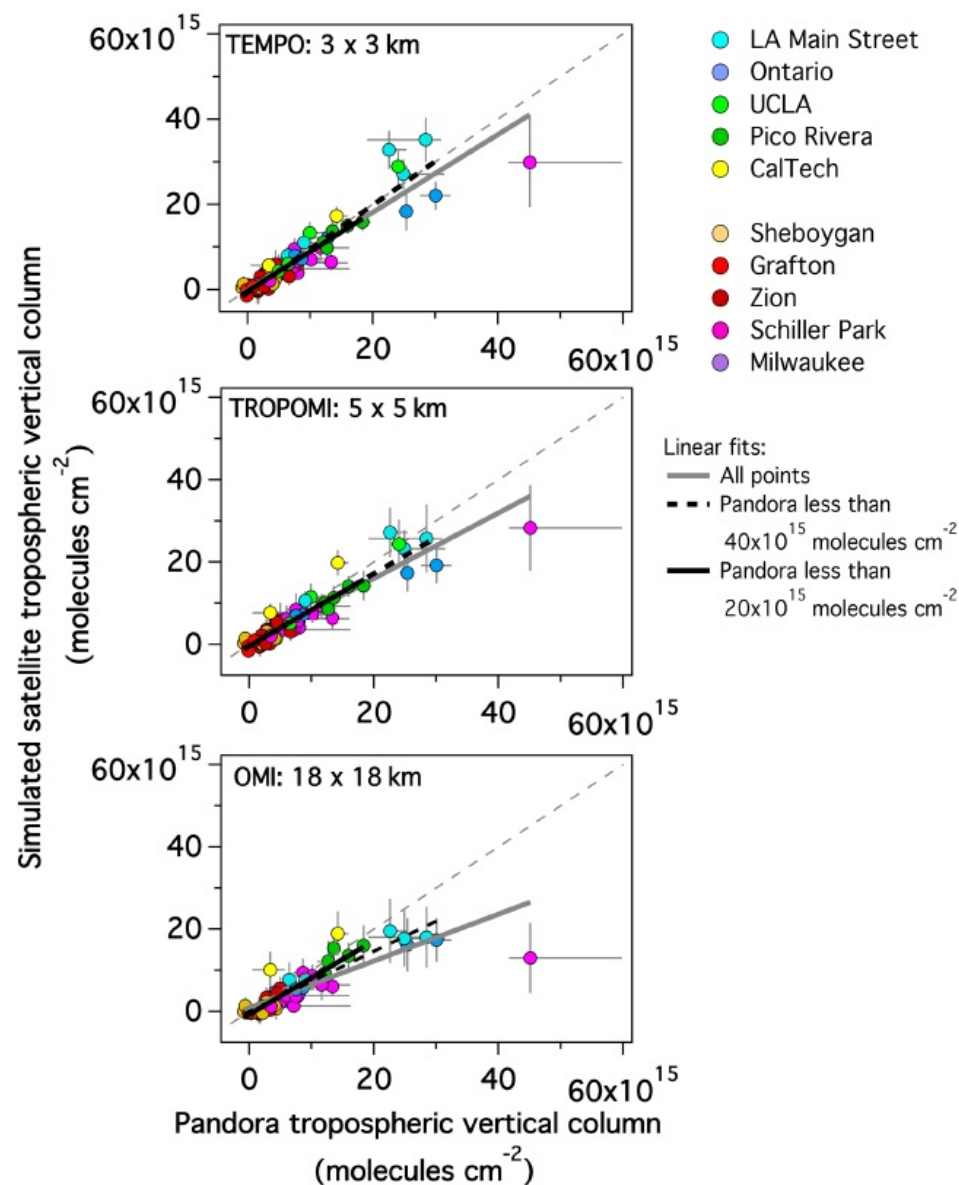 60x10^15
TEMPO: 3 x 3 km
40
20
0
0
20
40
60x10^15
LA Main Street
Ontario
UCLA
Pico Rivera
CalTech
Sheboygan
Grafton
Zion
Schiller Park
Milwaukee
60x10^15
TROPOMI: 5 x 5 km
40
20
0
0
20
40
60x10^15
Linear fits:
All points
Pandora less than
40x10^15 molecules cm^-2
Pandora less than
20x10^15 molecules cm^-2
60x10^15
OMI: 18 x 18 km
40
20
0
0
20
40
60x10^15
Simulated satellite tropospheric vertical column
(molecules cm^-2)
Pandora tropospheric vertical column
(molecules cm^-2)